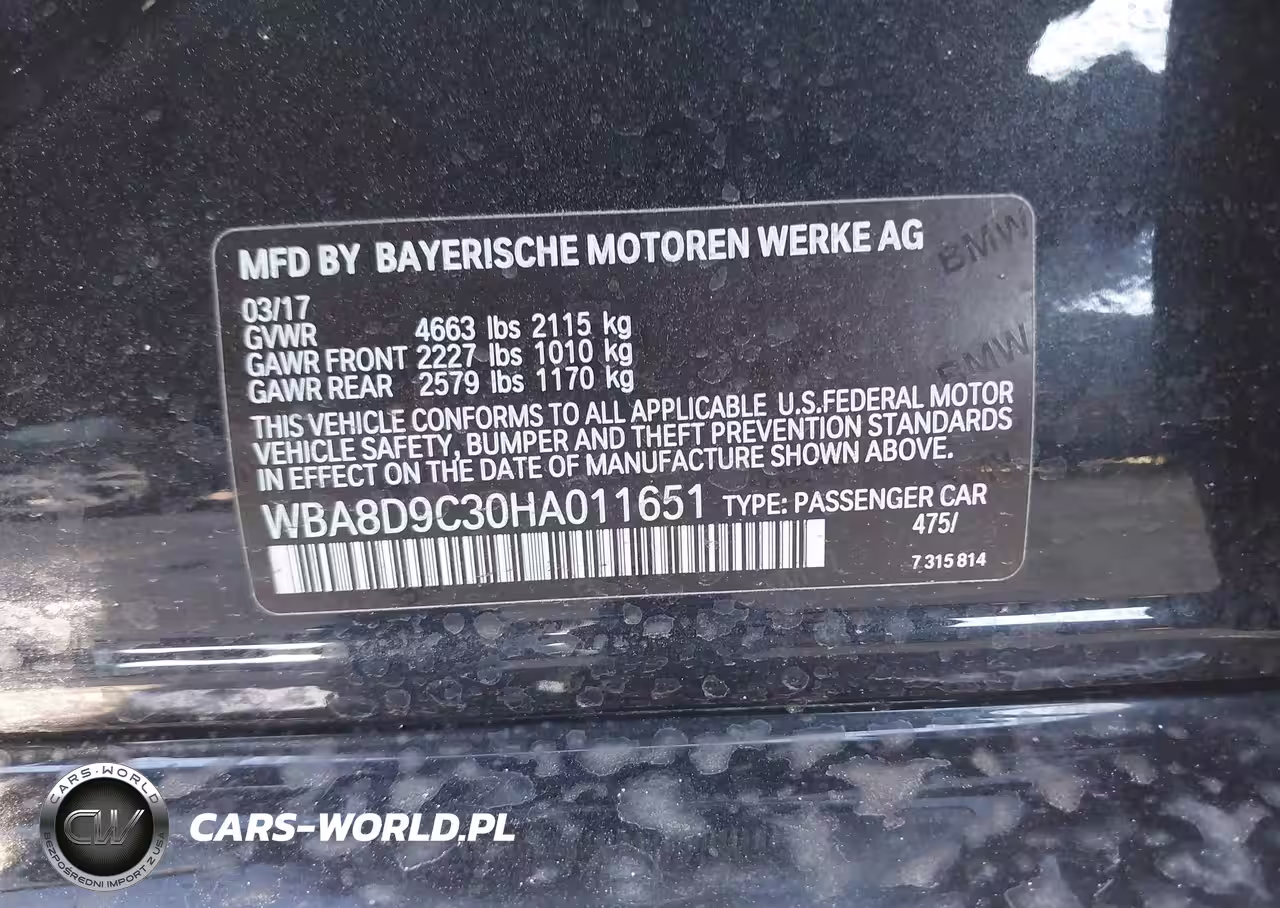 MFD BY BAYERISCHE MOTOREN WERKE AG
BMW
03/17
GVWR 4663 lbs 2115 kg
GAWR FRONT 2227 lbs 1010 kg
BMW
GAWR REAR 2579 lbs 1170 kg
THIS VEHICLE CONFORMS TO ALL APPLICABLE U.S.FEDERAL MOTOR
VEHICLE SAFETY, BUMPER AND THEFT PREVENTION STANDARDS
IN EFFECT ON THE DATE OF MANUFACTURE SHOWN ABOVE.
WBA8D9C30HA011651 TYPE: PASSENGER CAR
475/
7 315 814
CARS-WORLD
CW
BEZPOŚREDNI IMPORT Z USA
CARS-WORLD.PL